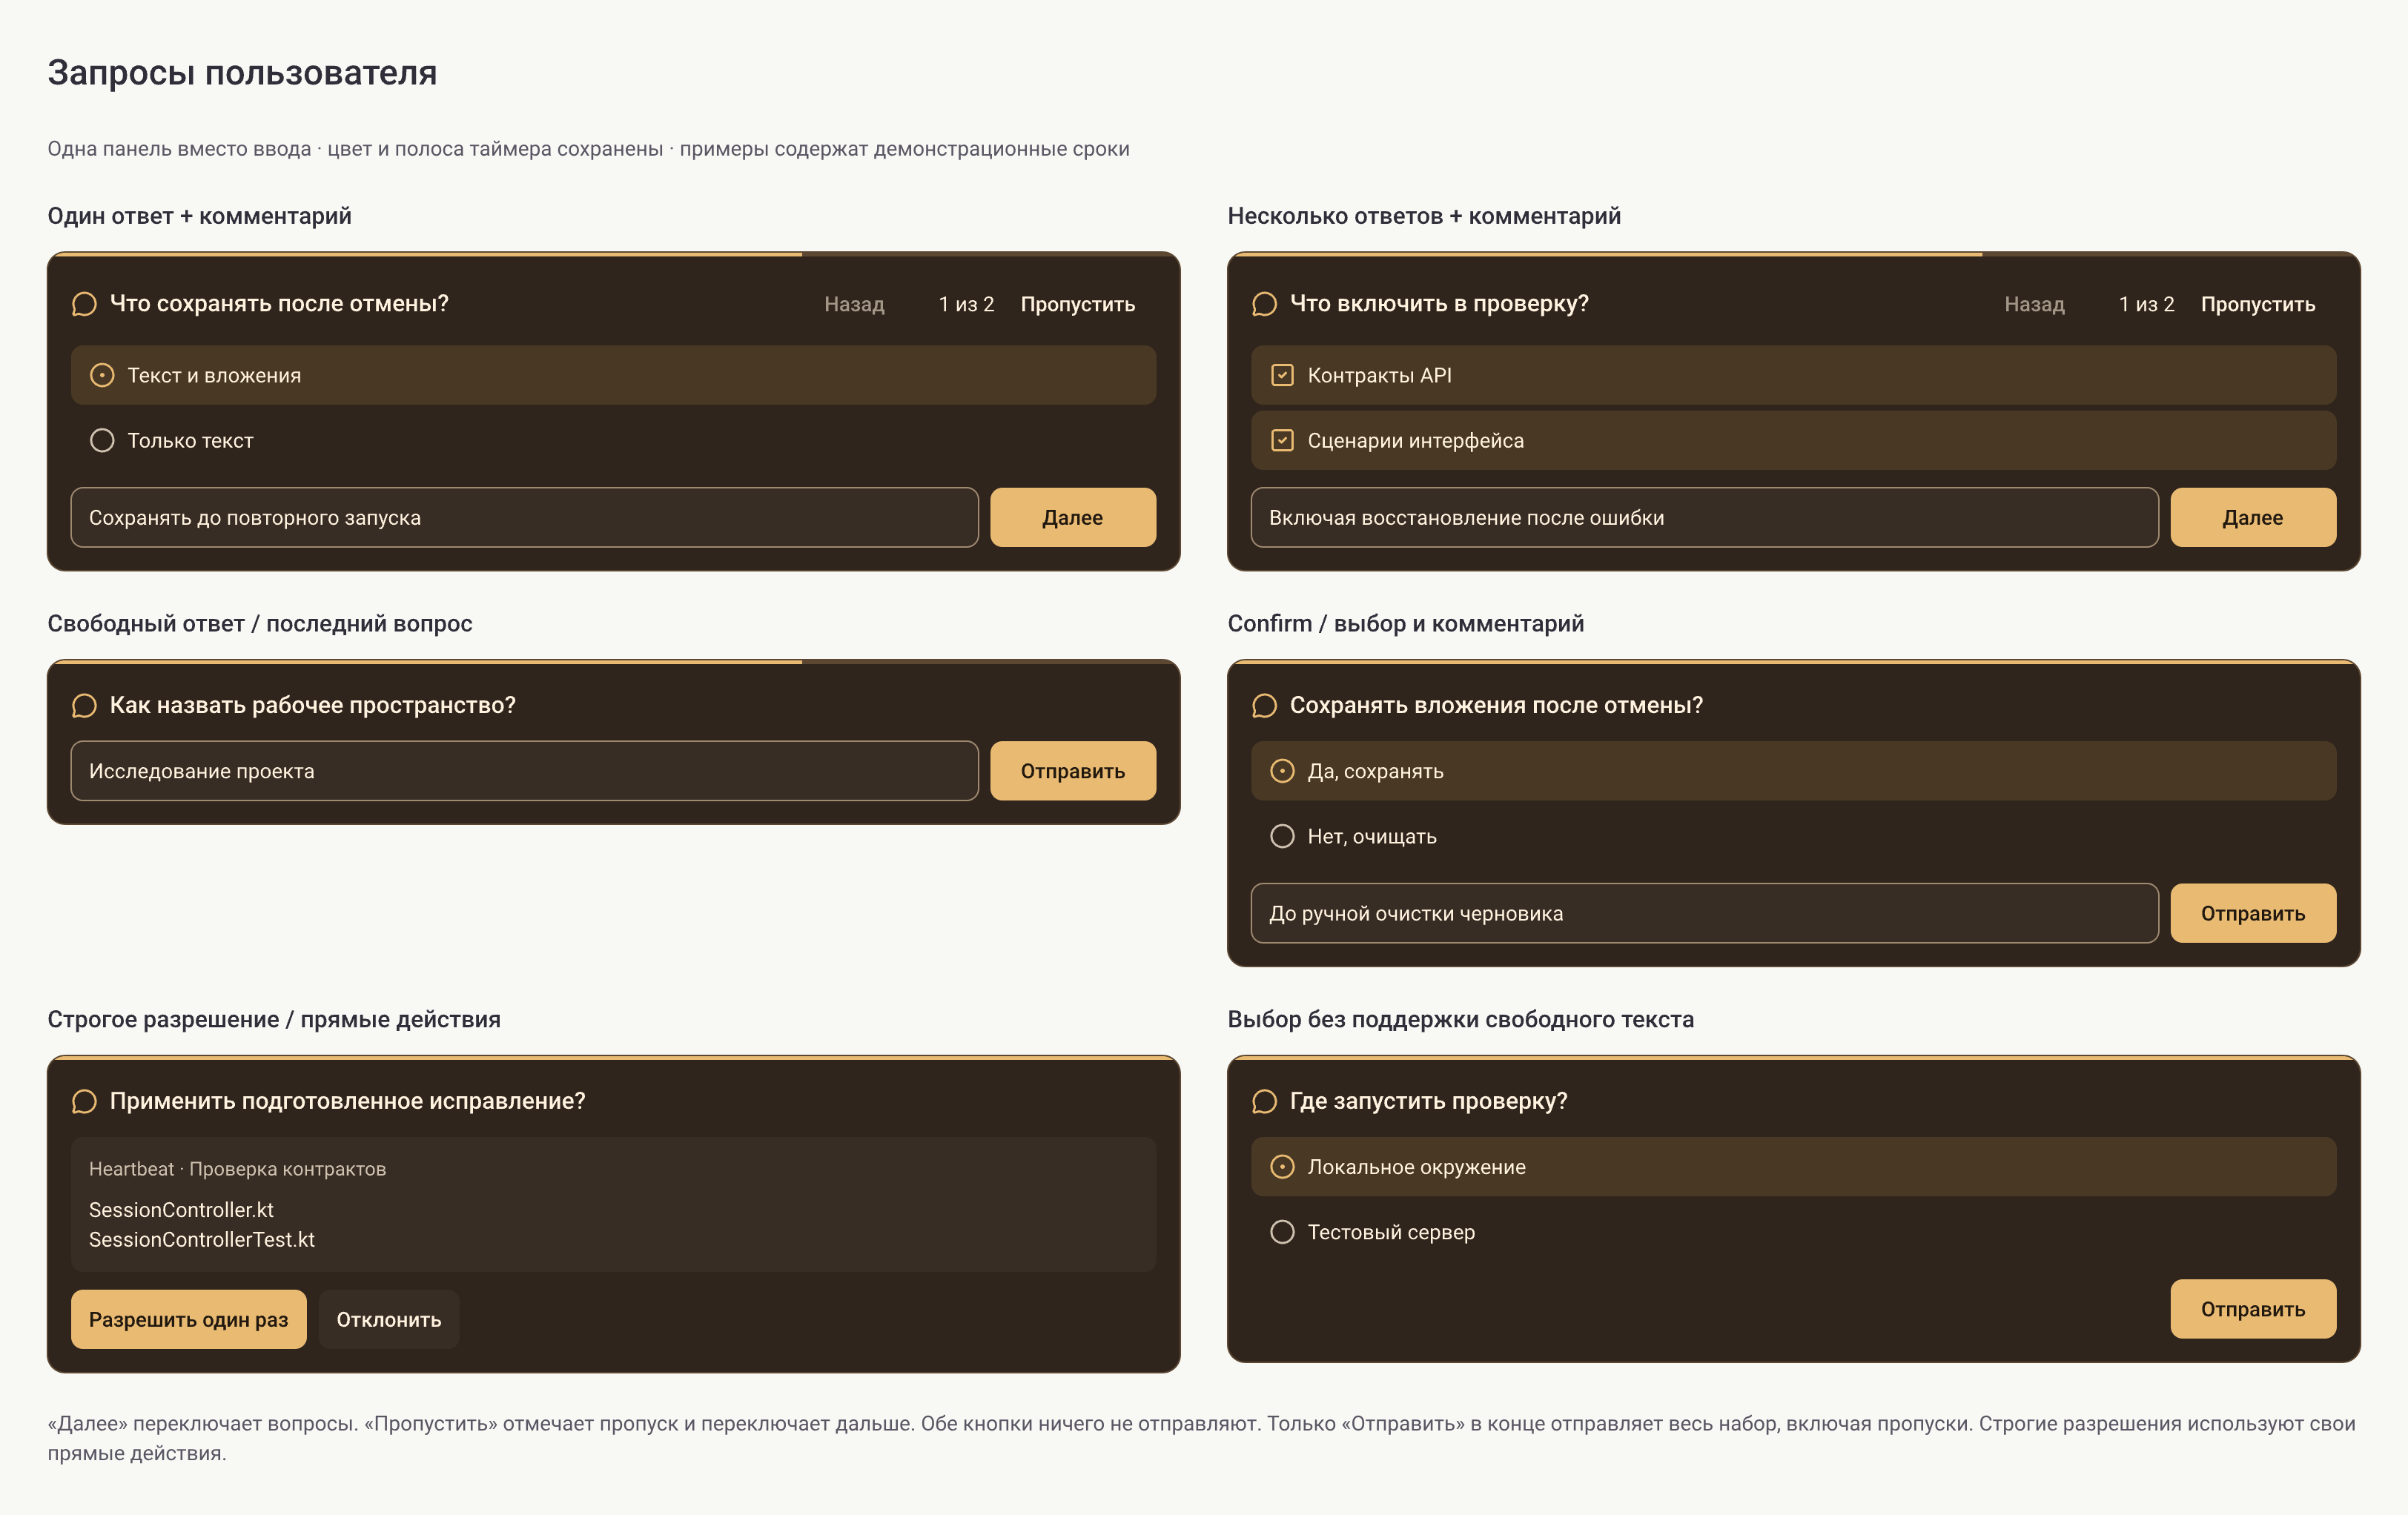 Запросы пользователя
Одна панель вместо ввода · цвет и полоса таймера сохранены · примеры содержат демонстрационные сроки
Один ответ + комментарий
Что сохранять после отмены?
Назад
1 из 2
Пропустить
Текст и вложения
Только текст
Сохранять до повторного запуска
Далее
Несколько ответов + комментарий
Что включить в проверку?
Назад
1 из 2
Пропустить
Контракты API
Сценарии интерфейса
Включая восстановление после ошибки
Далее
Свободный ответ / последний вопрос
Как назвать рабочее пространство?
Исследование проекта
Отправить
Confirm / выбор и комментарий
Сохранять вложения после отмены?
Да, сохранять
Нет, очищать
До ручной очистки черновика
Отправить
Строгое разрешение / прямые действия
Применить подготовленное исправление?
Heartbeat · Проверка контрактов
SessionController.kt
SessionControllerTest.kt
Разрешить один раз
Отклонить
Выбор без поддержки свободного текста
Где запустить проверку?
Локальное окружение
Тестовый сервер
Отправить
«Далее» переключает вопросы. «Пропустить» отмечает пропуск и переключает дальше. Обе кнопки ничего не отправляют. Только «Отправить» в конце отправляет весь набор, включая пропуски. Строгие разрешения используют свои
прямые действия.